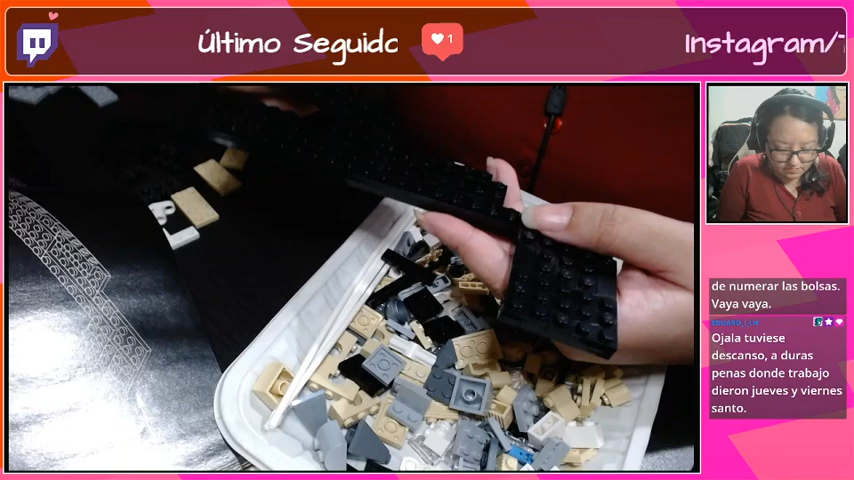 Último Seguido
1
Instagram/
de numerar las bolsas.
Vaya vaya.
Ojala tuviese
descanso, a duras
penas donde trabajo
dieron jueves y viernes
santo.